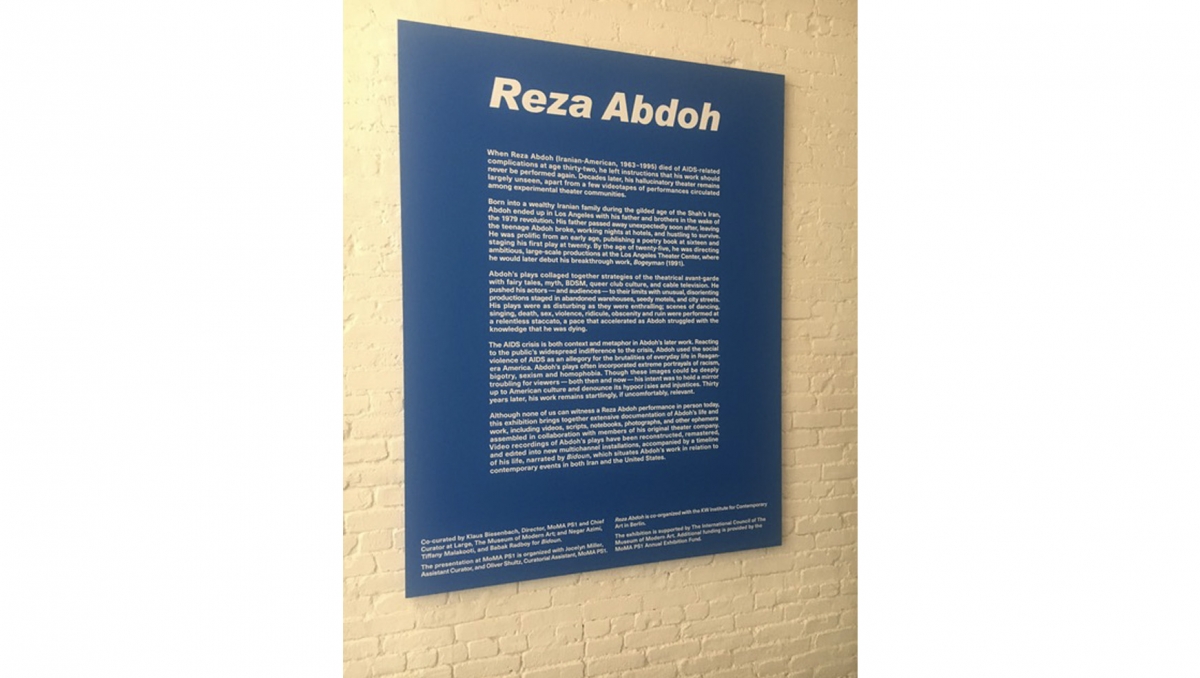 Reza Abdoh
When Reza Abdoh (Iranian-American, 1963–1995) died of AIDS-related
complications at age thirty-two, he left instructions that his work should
never be performed again. Decades later, his hallucinatory theater remains
largely unseen, apart from a few videotapes of performances circulated
among experimental theater communities.
Born into a wealthy Iranian family during the gilded age of the Shah's Iran,
Abdoh ended up in Los Angeles with his father and brothers in the wake of
the 1979 revolution. His father passed away unexpectedly soon after, leaving
the teenage Abdoh broke, working nights at hotels, and hustling to survive.
He was prolific from an early age, publishing a poetry book at sixteen and
staging his first play at twenty. By the age of twenty-five, he was directing
ambitious, large-scale productions at the Los Angeles Theater Center, where
he would later debut his breakthrough work, Bogeyman (1991).
Abdoh's plays collaged together strategies of the theatrical avant-garde
with fairy tales, myth, BDSM, queer club culture, and cable television. He
pushed his actors — and audiences — to their limits with unusual, disorienting
productions staged in abandoned warehouses, seedy motels, and city streets.
His plays were as disturbing as they were enthralling; scenes of dancing,
singing, death, sex, violence, ridicule, obscenity and ruin were performed at
a relentless staccato, a pace that accelerated as Abdoh struggled with the
knowledge that he was dying.
The AIDS crisis is both context and metaphor in Abdoh's later work. Reacting
to the public's widespread indifference to the crisis, Abdoh used the social
violence of AIDS as an allegory for the brutalities of everyday life in Reagan-
era America. Abdoh's plays often incorporated extreme portrayals of racism,
bigotry, sexism and homophobia. Though these images could be deeply
troubling for viewers — both then and now — his intent was to hold a mirror
up to American culture and denounce its hypocrisies and injustices. Thirty
years later, his work remains startlingly, if uncomfortably, relevant.
Although none of us can witness a Reza Abdoh performance in person today,
this exhibition brings together extensive documentation of Abdoh's life and
work, including videos, scripts, notebooks, photographs, and other ephemera
assembled in collaboration with members of his original theater company.
Video recordings of Abdoh's plays have been reconstructed, remastered,
and edited into new multichannel installations, accompanied by a timeline
of his life, narrated by Bidoun, which situates Abdoh's work in relation to
contemporary events in both Iran and the United States.
Co-curated by Klaus Biesenbach, Director, MoMA PS1 and Chief
Curator at Large, The Museum of Modern Art; and Negar Azimi,
Tiffany Malakooti, and Babak Radboy for Bidoun.
The presentation at MoMA PS1 is organized with Jocelyn Miller,
Assistant Curator, and Oliver Shultz, Curatorial Assistant, MoMA PS1.
Reza Abdoh is co-organized with the KW Institute for Contemporary
Art in Berlin.
The exhibition is supported by The International Council of The
Museum of Modern Art. Additional funding is provided by the
MoMA PS1 Annual Exhibition Fund.